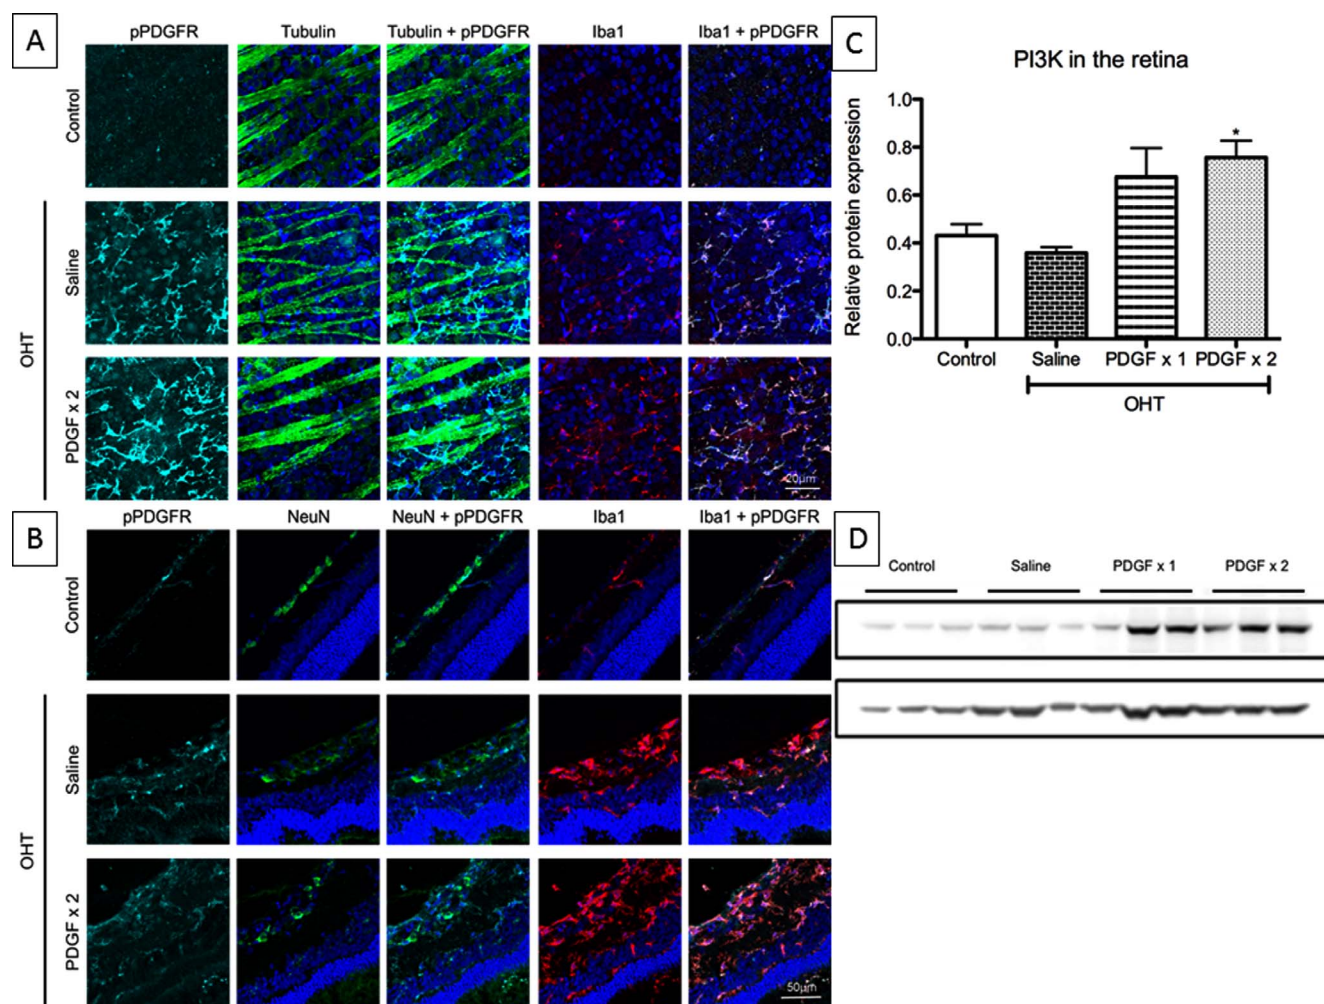 A
pPDGFR Tubulin Tubulin + pPDGFR Iba1 Iba1 + pPDGFR
Control
OHT
Saline
PDGF x 2
20µm
B
pPDGFR NeuN NeuN + pPDGFR Iba1 Iba1 + pPDGFR
Control
OHT
Saline
PDGF x 2
50µm
C
PI3K in the retina
Relative protein expression
1.0
0.8
0.6
0.4
0.2
0.0
*
Control Saline PDGF x 1 PDGF x 2
OHT
D
Control Saline PDGF x 1 PDGF x 2